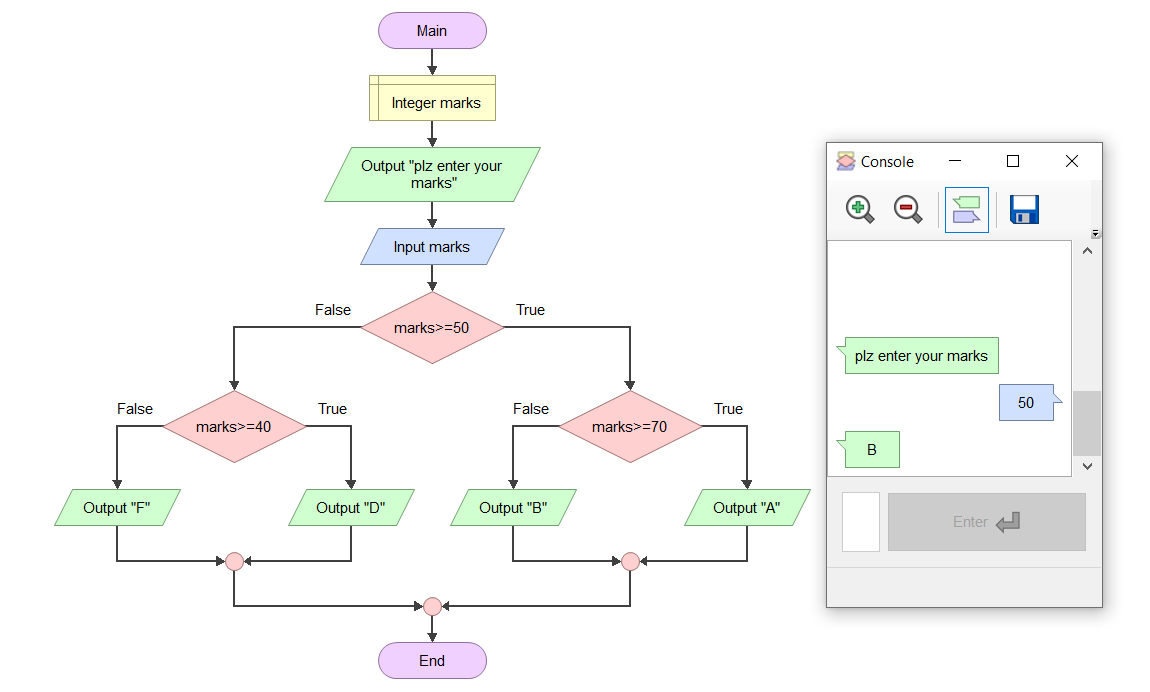 Main
Integer marks
Output "plz enter your
marks"
Input marks
False
True
marks>=50
False
True
marks>=40
False
True
marks>=70
Output "F"
Output "D"
Output "B"
Output "A"
End
Console
plz enter your marks
50
B
Enter